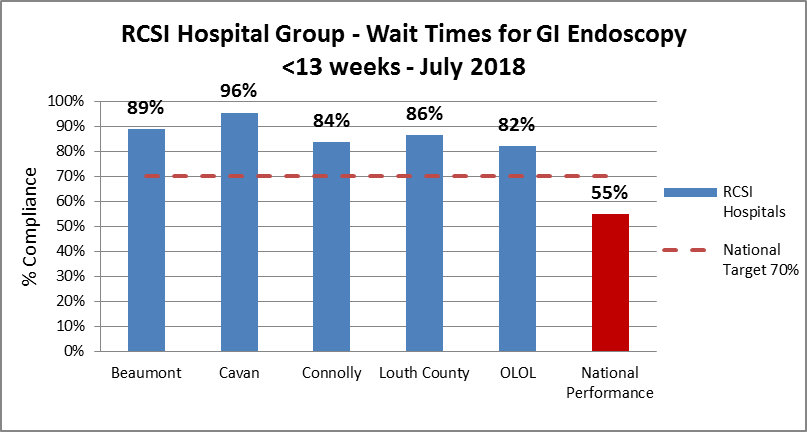 RCSI Hospital Group - Wait Times for GI Endoscopy
<13 weeks - July 2018
% Compliance
100%
90%
80%
70%
60%
50%
40%
30%
20%
10%
0%
89%
96%
84%
86%
82%
55%
Beaumont
Cavan
Connolly
Louth County
OLOL
National
Performance
RCSI
Hospitals
National
Target 70%